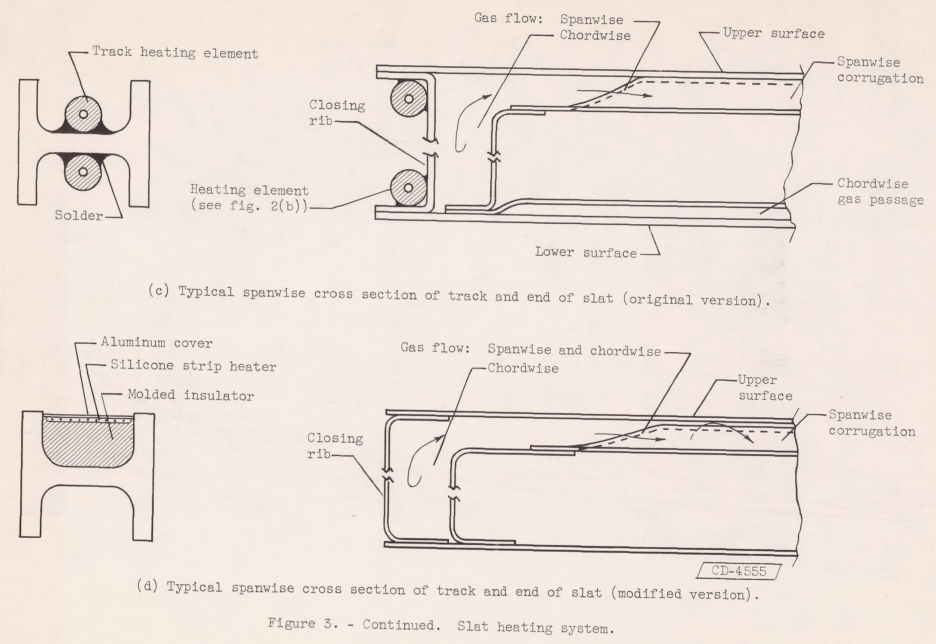 Gas flow: Spanwise
Chordwise
Upper surface
Track heating element
Spanwise
corrugation
Closing
rib
Heating element
(see fig. 2(b))
Chordwise
gas passage
Solder
Lower surface
(c) Typical spanwise cross section of track and end of slat (original version).
Aluminum cover
Silicone strip heater
Molded insulator
Gas flow: Spanwise and chordwise
Chordwise
Upper
surface
Spanwise
corrugation
Closing
rib
CD-4555
(d) Typical spanwise cross section of track and end of slat (modified version).
Figure 3. - Continued. Slat heating system.